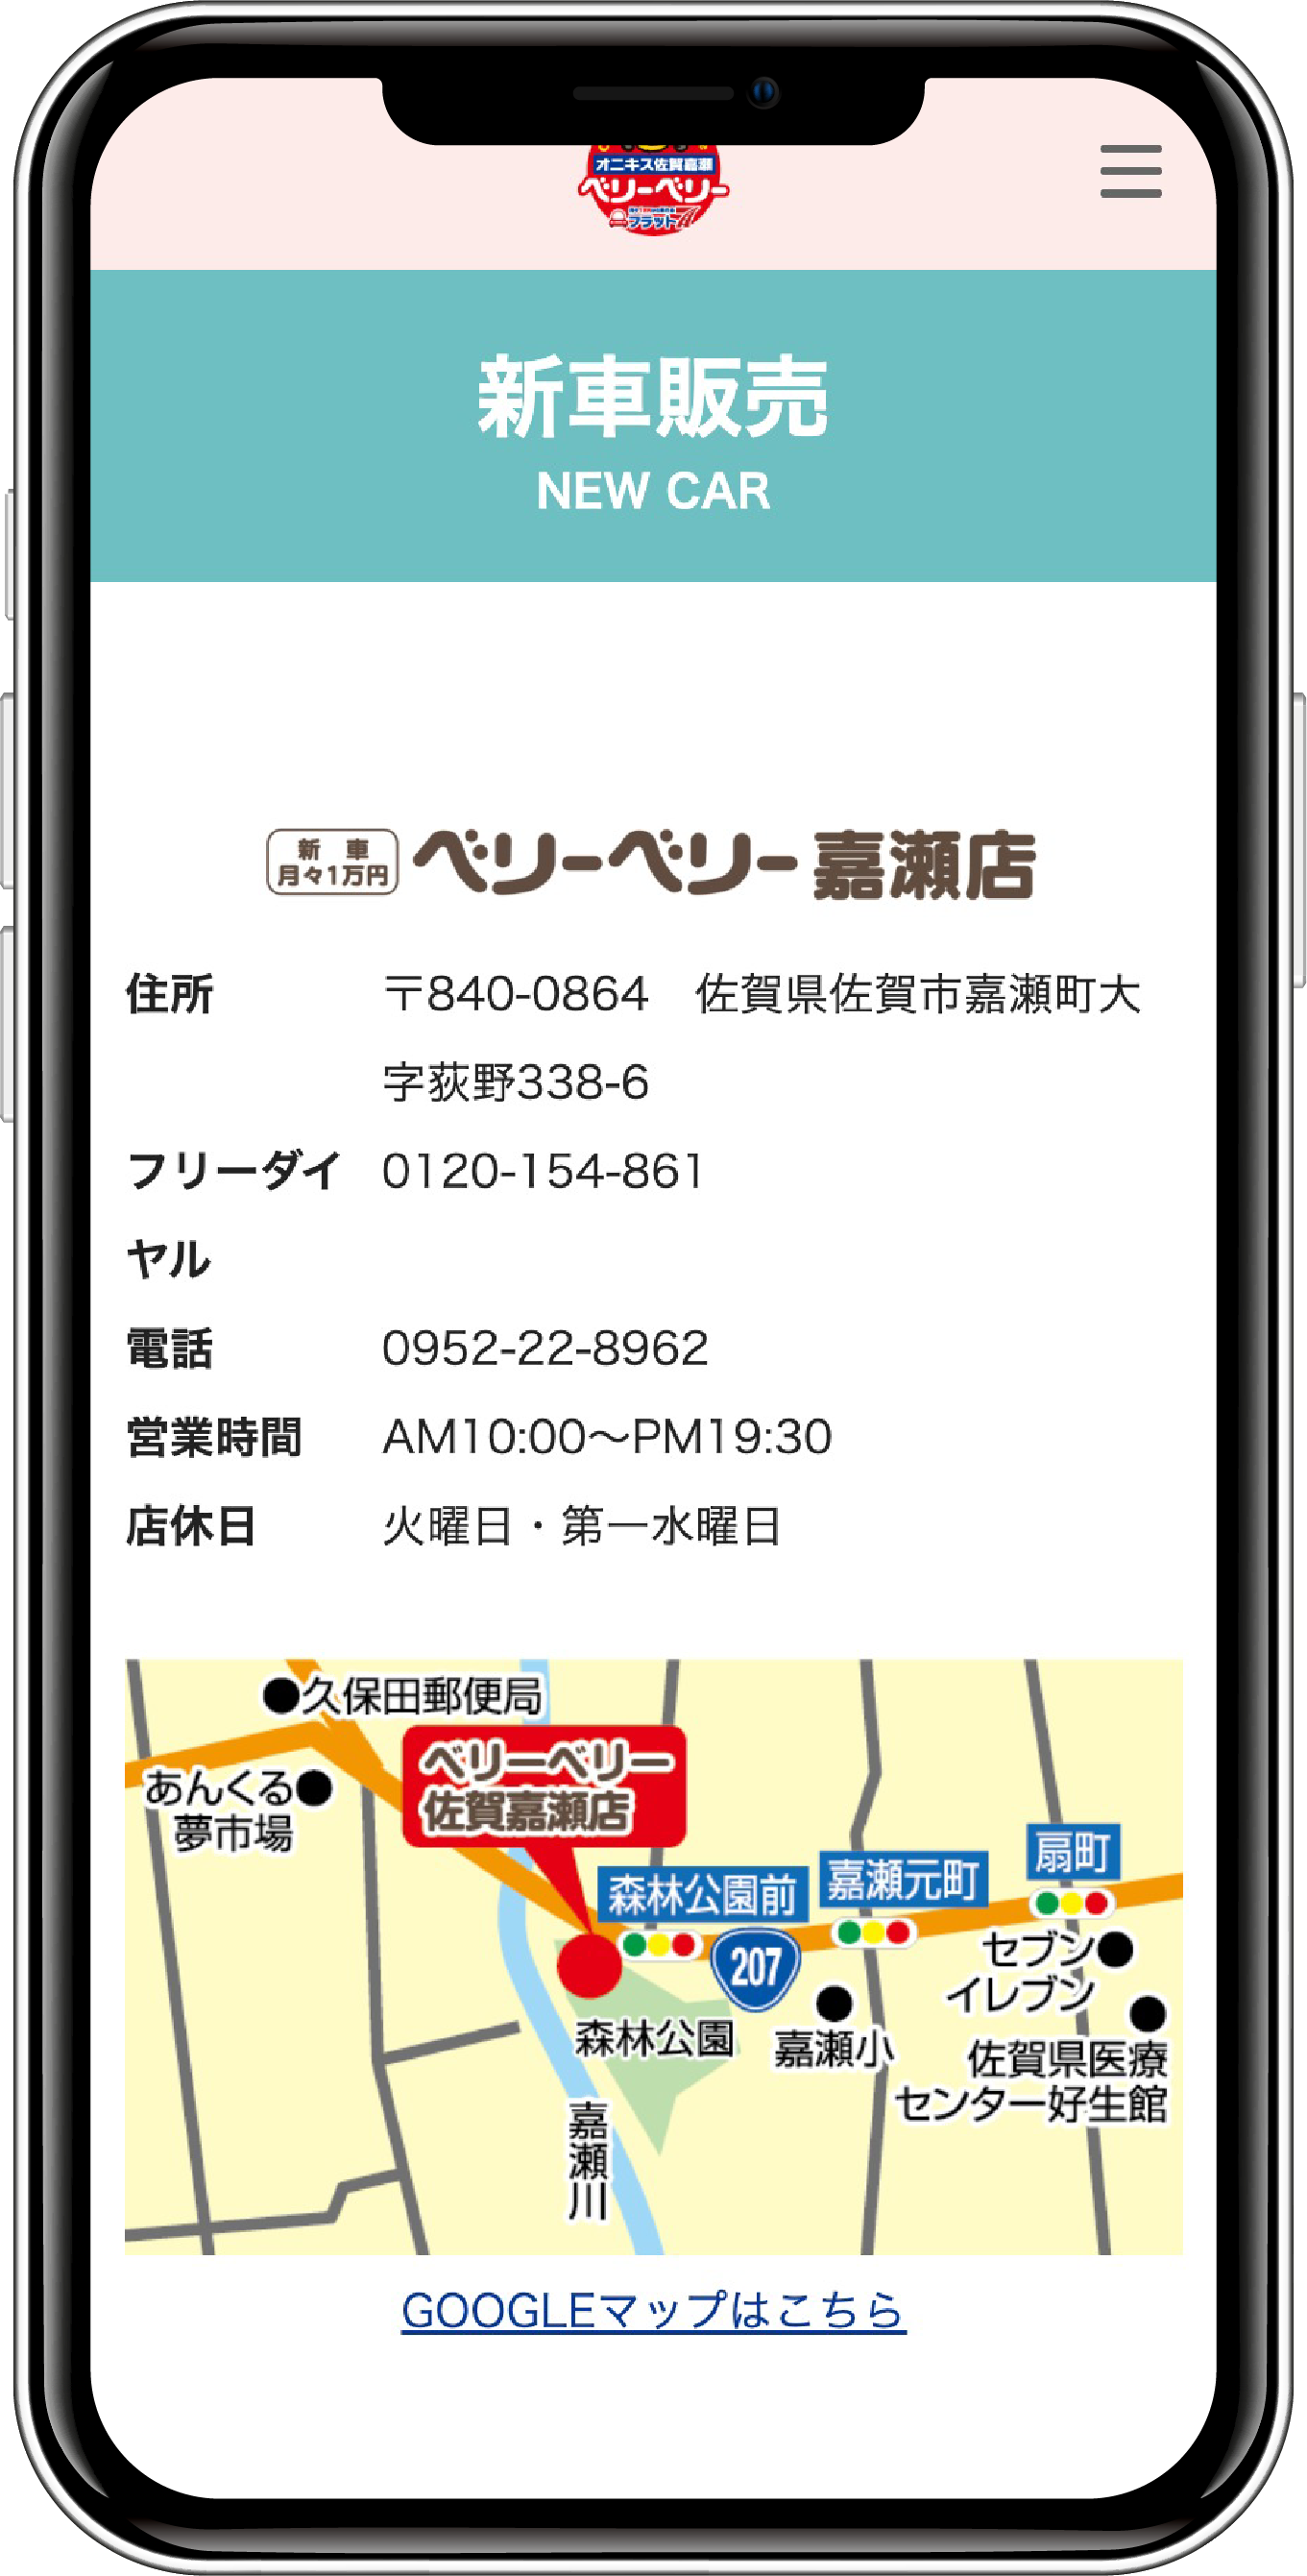 オニキス佐賀嘉瀬
ベリーベリー
フラット7
新車販売
NEW CAR
新車
月々1万円
ベリーベリー嘉瀬店
住所 〒840-0864 佐賀県佐賀市嘉瀬町大
字荻野338-6
フリーダイ 0120-154-861
ヤル
電話 0952-22-8962
営業時間 AM10:00〜PM19:30
店休日 火曜日・第一水曜日
久保田郵便局
あんくる
夢市場
ベリーベリー
佐賀嘉瀬店
森林公園前
嘉瀬元町
扇町
207
セブン
イレブン
森林公園
嘉瀬小
佐賀県医療
センター好生館
嘉瀬川
GOOGLEマップはこちら